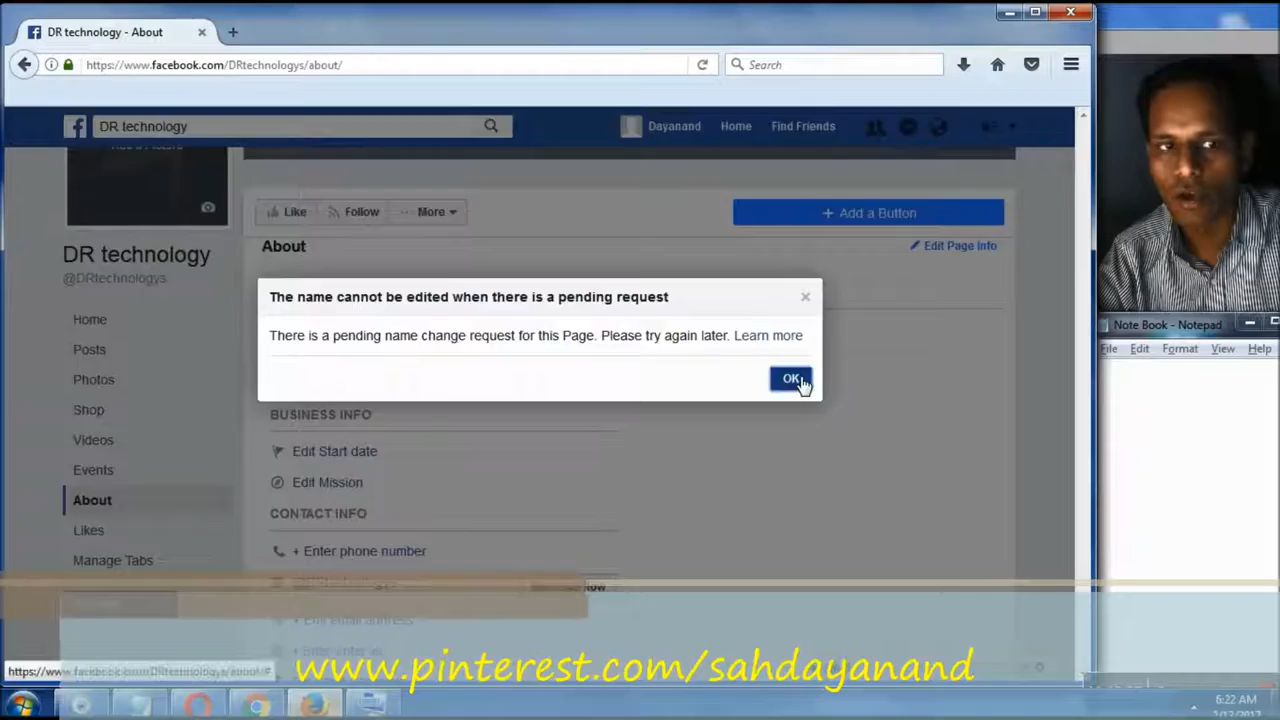 DR technology - About
https://www.facebook.com/DRtechnologys/about/
Search
DR technology
Dayanand Home Find Friends
DR technology
@DRtechnologys
Like Follow More
+ Add a Button
About
Edit Page Info
The name cannot be edited when there is a pending request
There is a pending name change request for this Page. Please try again later. Learn more
OK
BUSINESS INFO
Edit Start date
Edit Mission
CONTACT INFO
+ Enter phone number
Home
Posts
Photos
Shop
Videos
Events
About
Likes
Manage Tabs
Note Book - Notepad
File Edit Format View Help
www.pinterest.com/sahdayanand
6:22 AM